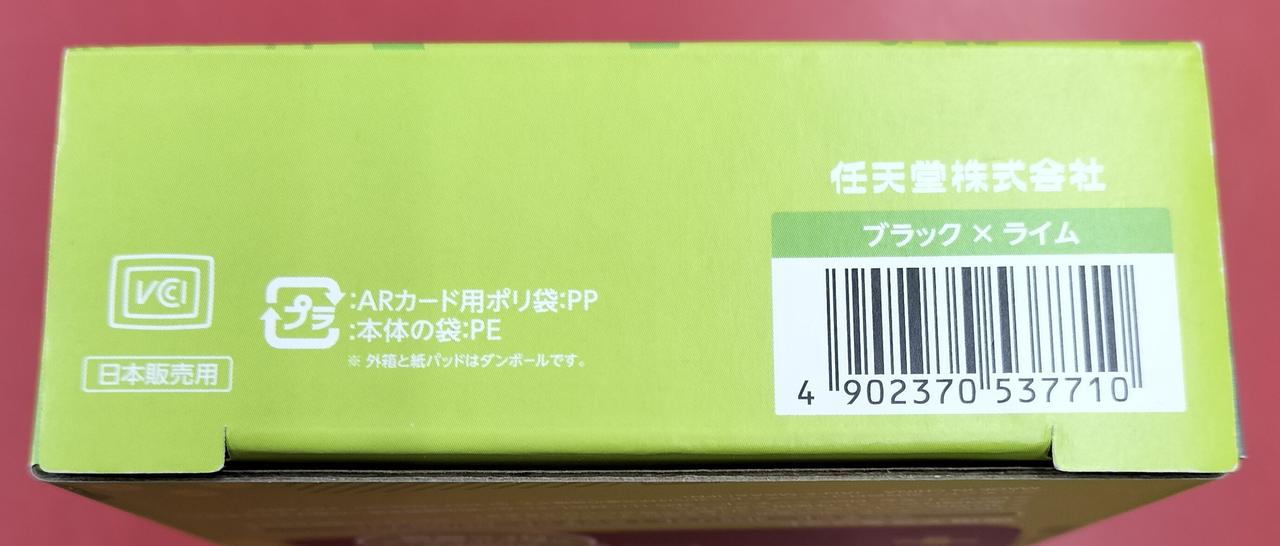 任天堂株式会社
ブラック×ライム
4 902370 537710
VCCI
日本販売用
プラ
:ARカード用ポリ袋:PP
:本体の袋:PE
※ 外箱と紙パッドはダンボールです。